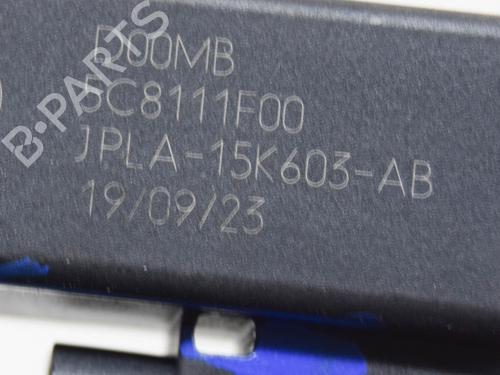 D00MB
5C8111F00
JPLA-15K603-AB
19/09/23
B-PARTS